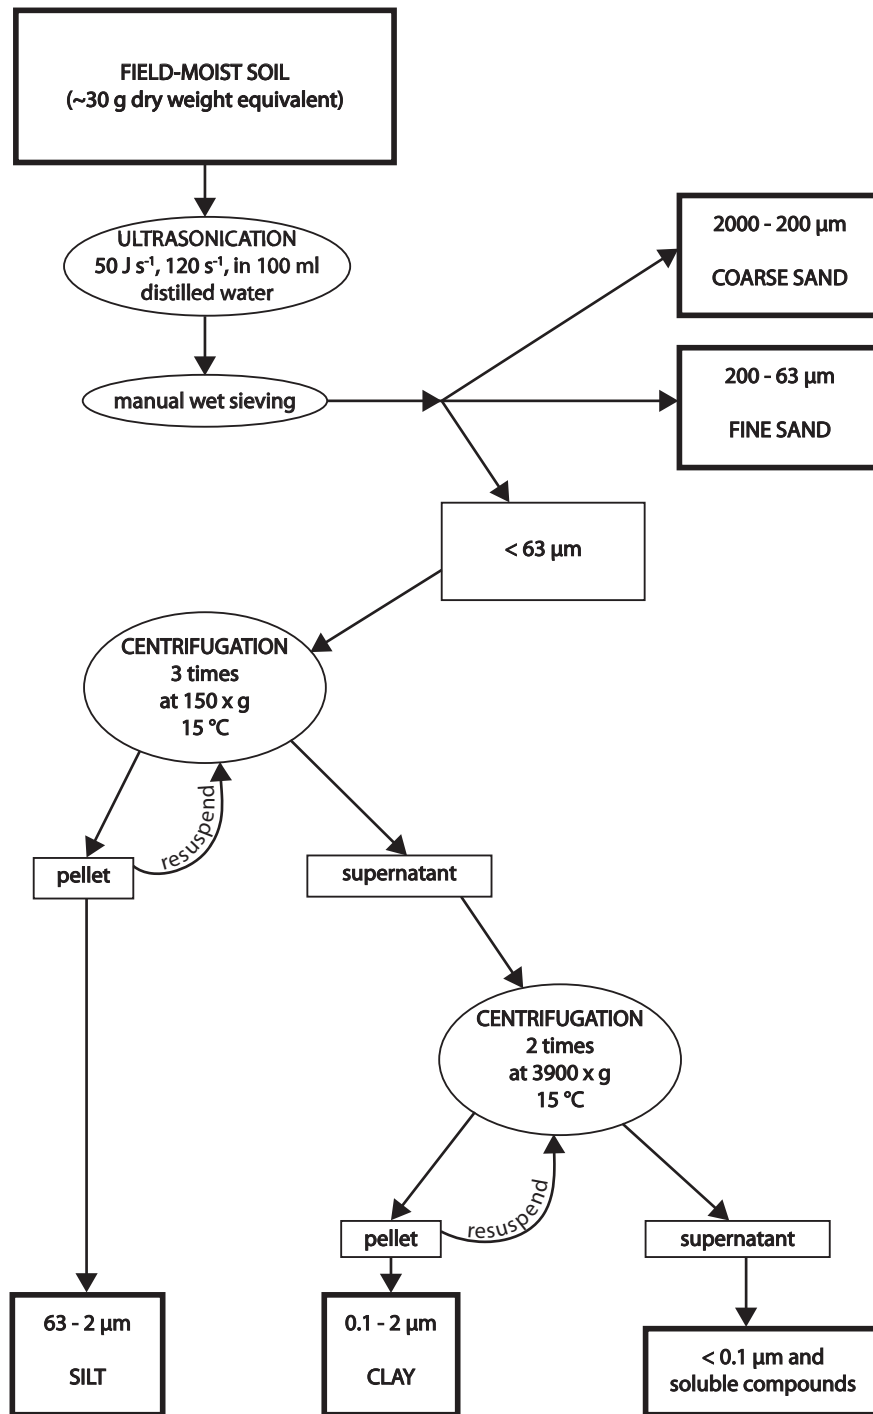 FIELD-MOIST SOIL
(~30 g dry weight equivalent)
ULTRASONICATION
50 J s⁻¹, 120 s⁻¹, in 100 ml
distilled water
manual wet sieving
2000 - 200 µm
COARSE SAND
200 - 63 µm
FINE SAND
< 63 µm
CENTRIFUGATION
3 times
at 150 x g
15 °C
resuspend
pellet
supernatant
CENTRIFUGATION
2 times
at 3900 x g
15 °C
resuspend
pellet
supernatant
63 - 2 µm
SILT
0.1 - 2 µm
CLAY
< 0.1 µm and
soluble compounds